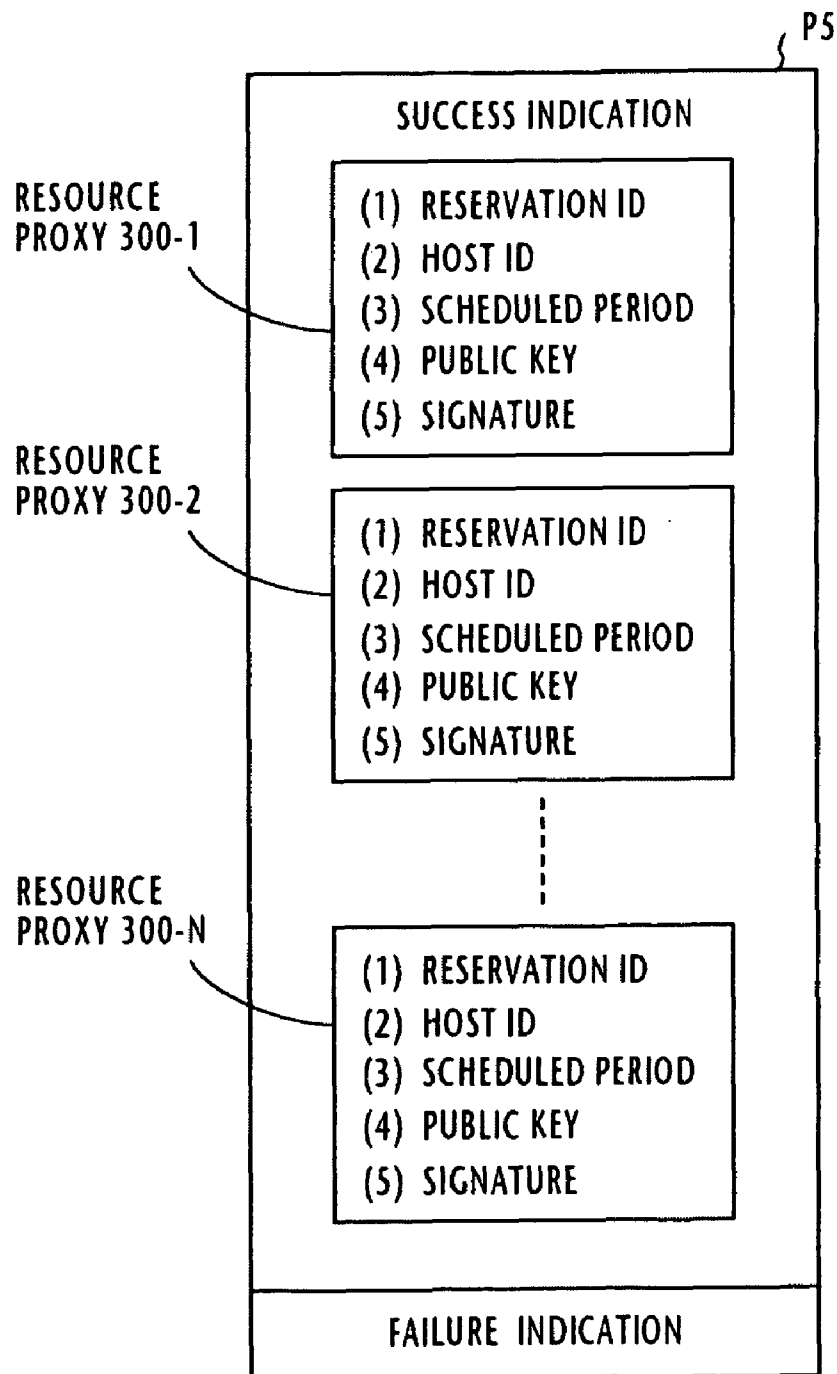 P5
SUCCESS INDICATION
RESOURCE
PROXY 300-1
(1) RESERVATION ID
(2) HOST ID
(3) SCHEDULED PERIOD
(4) PUBLIC KEY
(5) SIGNATURE
RESOURCE
PROXY 300-2
(1) RESERVATION ID
(2) HOST ID
(3) SCHEDULED PERIOD
(4) PUBLIC KEY
(5) SIGNATURE
RESOURCE
PROXY 300-N
(1) RESERVATION ID
(2) HOST ID
(3) SCHEDULED PERIOD
(4) PUBLIC KEY
(5) SIGNATURE
FAILURE INDICATION